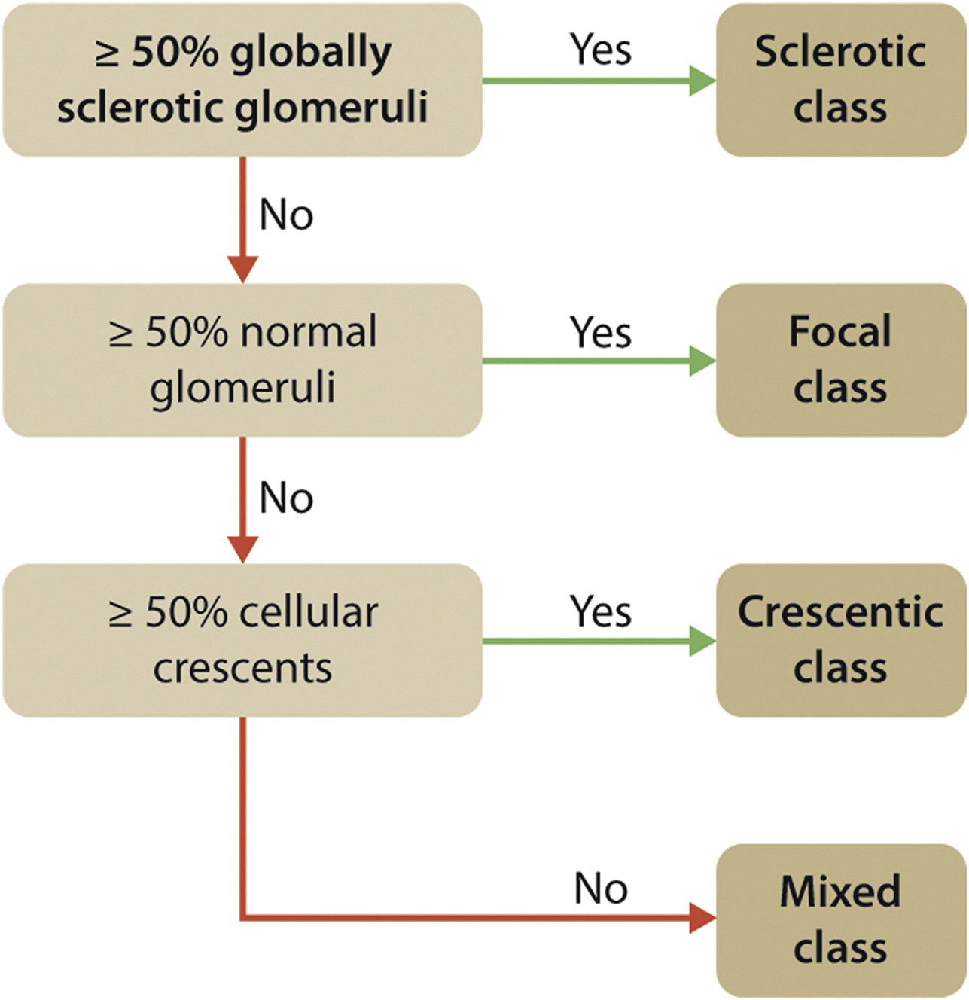 ≥ 50% globally
sclerotic glomeruli
Yes
Sclerotic
class
No
≥ 50% normal
glomeruli
Yes
Focal
class
No
≥ 50% cellular
crescents
Yes
Crescentic
class
No
Mixed
class